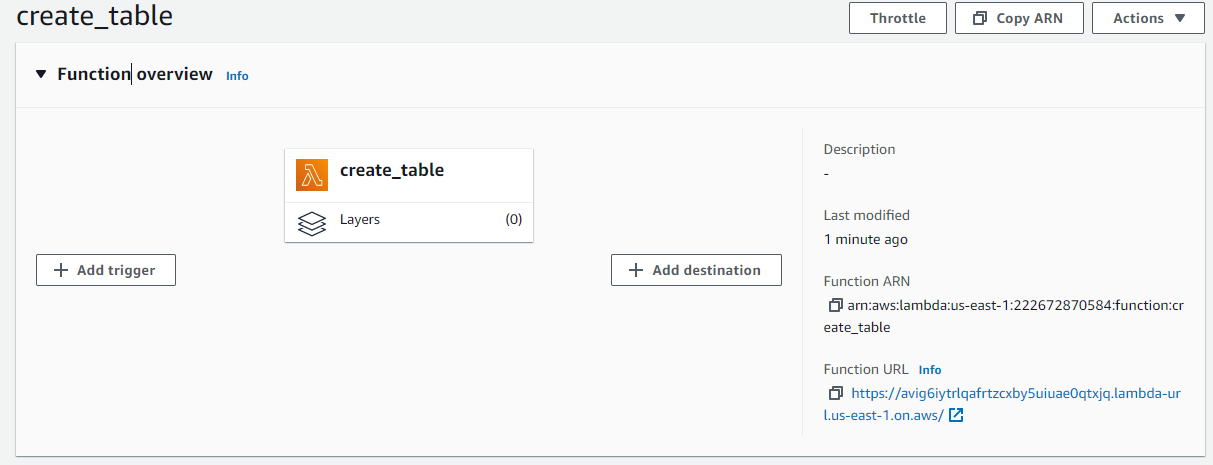 create_table
Throttle
Copy ARN
Actions
Function overview Info
create_table
Layers (0)
Add trigger
Add destination
Description
-
Last modified
1 minute ago
Function ARN
arn:aws:lambda:us-east-1:222672870584:function:cr
eate_table
Function URL Info
https://avig6iytrlqafrtzcxby5uiuae0qtxjq.lambda-ur
l.us-east-1.on.aws/